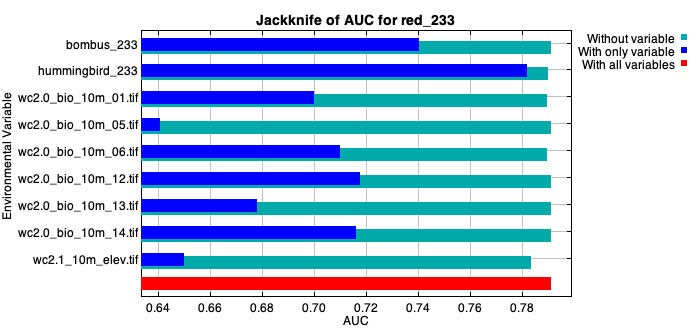 Jackknife of AUC for red_233
Without variable
With only variable
With all variables
Environmental Variable
bombus_233
hummingbird_233
wc2.0_bio_10m_01.tif
wc2.0_bio_10m_05.tif
wc2.0_bio_10m_06.tif
wc2.0_bio_10m_12.tif
wc2.0_bio_10m_13.tif
wc2.0_bio_10m_14.tif
wc2.1_10m_elev.tif
0.64 0.66 0.68 0.70 0.72 0.74 0.76 0.78
AUC